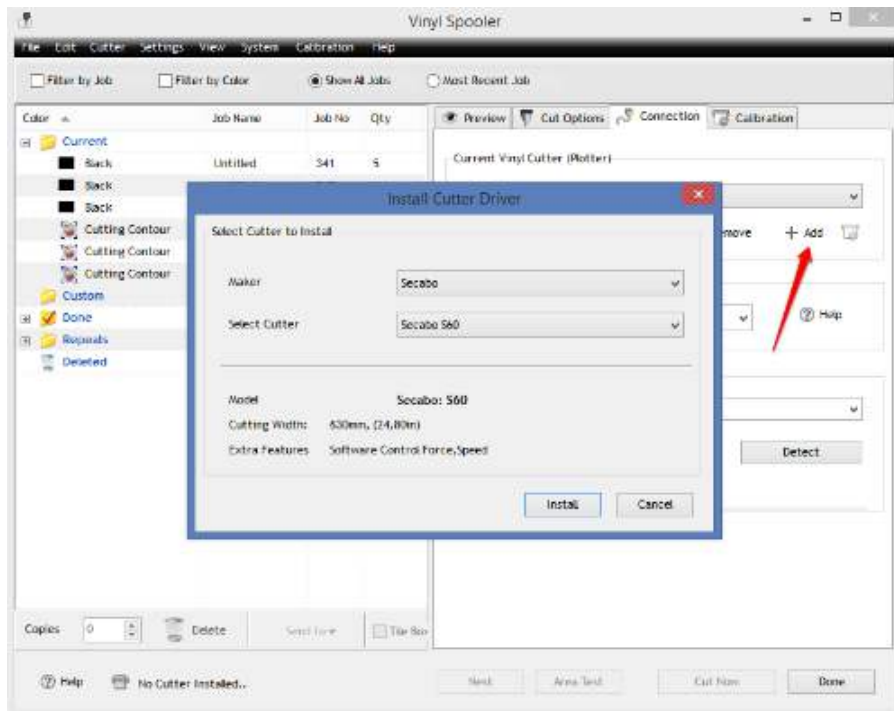 Vinyl Spooler
File Edit Cutter Settings View System Calibration Help
Filter by Job Filter by Color Show All Jobs Most Recent Job
Color Job Name Job No Qty
Preview Cut Options Connection Calibration
Current
Current Vinyl Cutter (Plotter)
Black Untitled 341 5
Black
Install Cutter Driver
Black
Cutting Contour
Select Cutter to Install
move + Add
Cutting Contour
Cutting Contour
Maker Secabo
Custom
Done
Select Cutter Secabo S60
Help
Repeats
Deleted
Model Secabo: S60
Cutting Width: 630mm, (24,80in)
Extra Features Software Control Force,Speed
Detect
Install Cancel
Copies 0 Delete
Help No Cutter Installed..
Next Area Test Cut Now Done